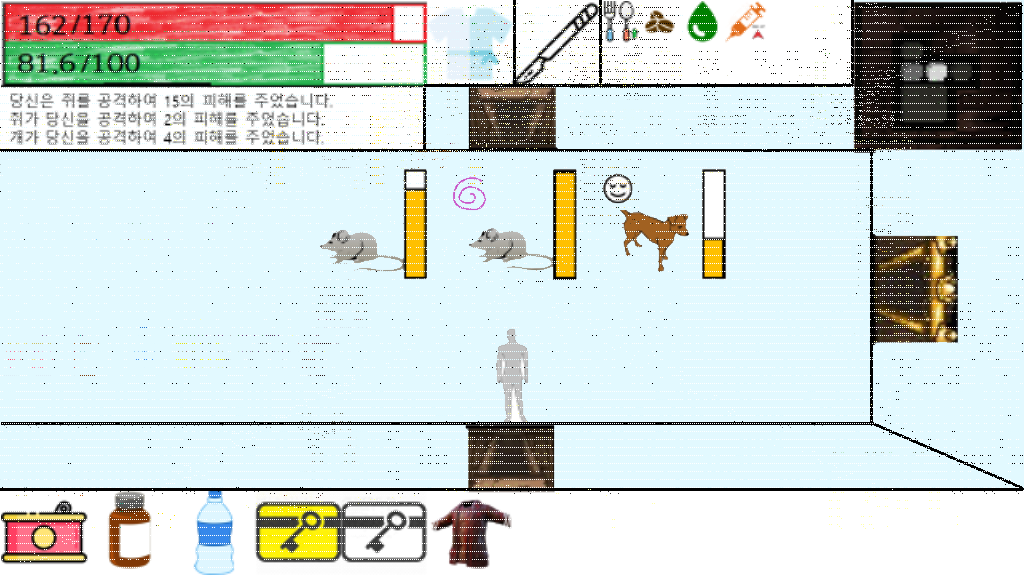 162/170
81.6/100
당신은 쥐를 공격하여 15의 피해를 주었습니다.
쥐가 당신을 공격하여 2의 피해를 주었습니다.
개가 당신을 공격하여 4의 피해를 주었습니다.